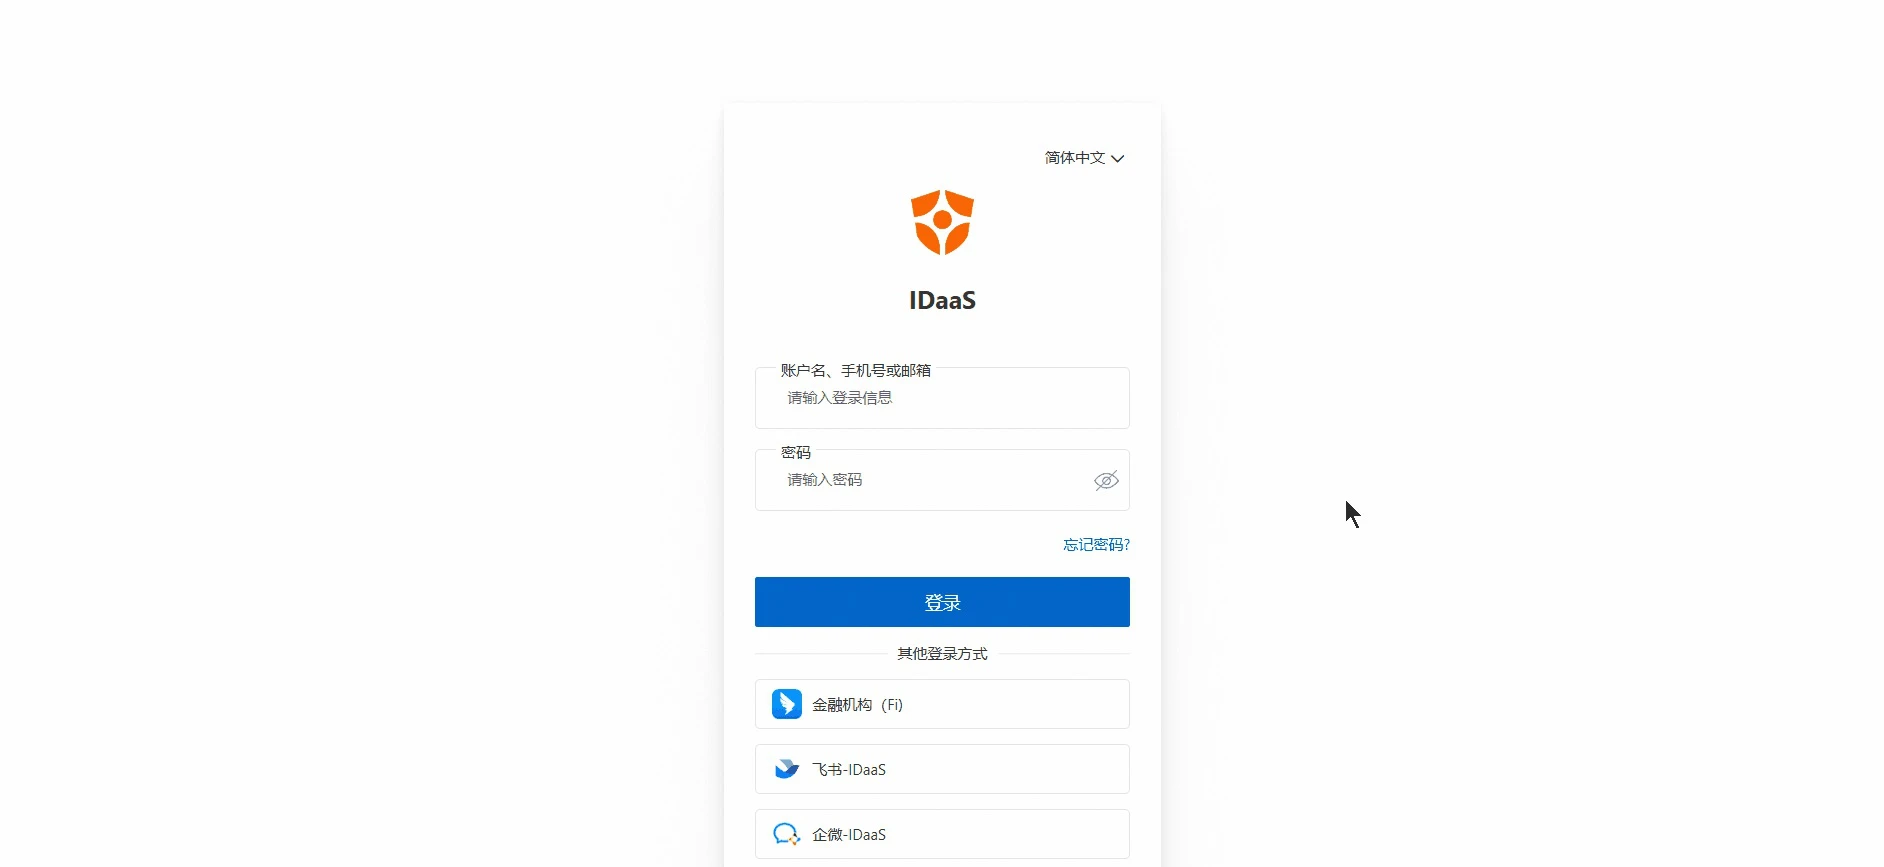 简体中文
IDaaS
账户名、手机号或邮箱
请输入登录信息
密码
请输入密码
忘记密码?
登录
其他登录方式
金融机构（Fi)
飞书-IDaaS
企微-IDaaS